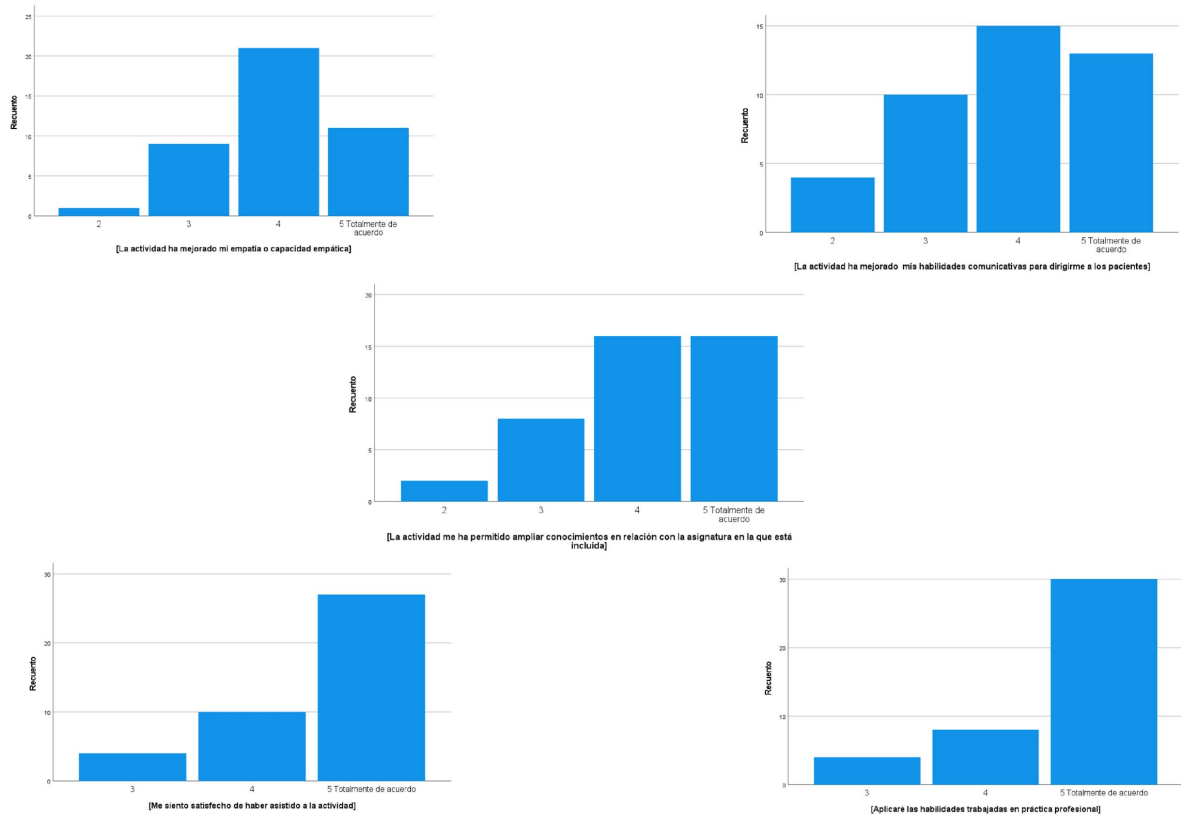 25
20
15
10
5
0
Recuento
2 3 4 5 Totalmente de
acuerdo
[La actividad ha mejorado mi empatía o capacidad empática]
15
10
5
0
Recuento
2 3 4 5 Totalmente de
acuerdo
[La actividad ha mejorado mis habilidades comunicativas para dirigirme a los pacientes]
20
15
10
5
0
Recuento
2 3 4 5 Totalmente de
acuerdo
[La actividad me ha permitido ampliar conocimientos en relación con la asignatura en la que está
incluida]
30
20
10
0
Recuento
3 4 5 Totalmente de acuerdo
[Me siento satisfecho de haber asistido a la actividad]
30
20
10
0
Recuento
3 4 5 Totalmente de acuerdo
[Aplicaré las habilidades trabajadas en práctica profesional]